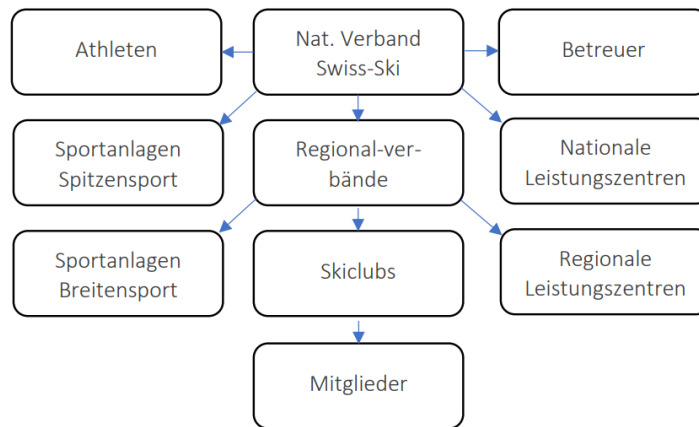 Athleten
Nat. Verband
Swiss-Ski
Betreuer
Sportanlagen
Spitzensport
Regional-ver-
bände
Nationale
Leistungszentren
Sportanlagen
Breitensport
Skiclubs
Regionale
Leistungszentren
Mitglieder